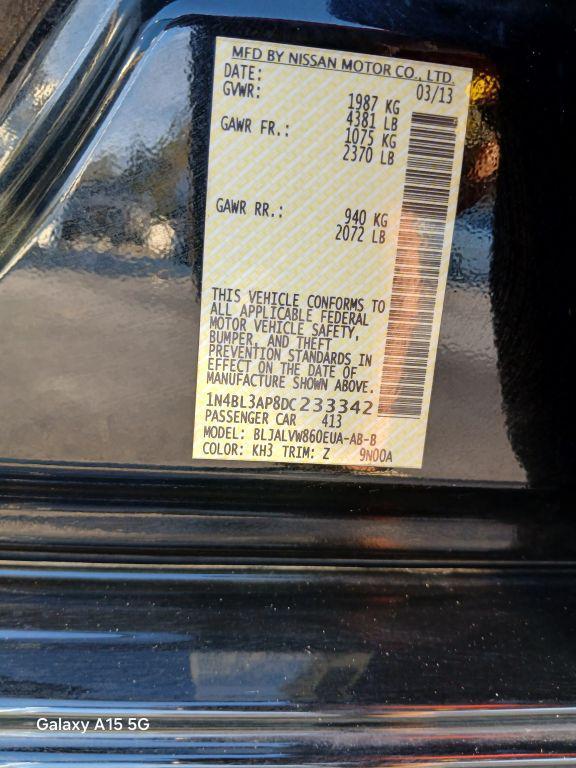 MFD BY NISSAN MOTOR CO., LTD.
DATE: 03/13
GVWR: 1987 KG
4381 LB
GAWR FR.: 1075 KG
2370 LB
GAWR RR.: 940 KG
2072 LB
THIS VEHICLE CONFORMS TO
ALL APPLICABLE FEDERAL
MOTOR VEHICLE SAFETY,
BUMPER, AND THEFT
PREVENTION STANDARDS IN
EFFECT ON THE DATE OF
MANUFACTURE SHOWN ABOVE.
1N4BL3AP8DC233342
PASSENGER CAR 413
MODEL: BLJALVW860EUA-AB-B
COLOR: KH3 TRIM: Z 9N00A
Galaxy A15 5G